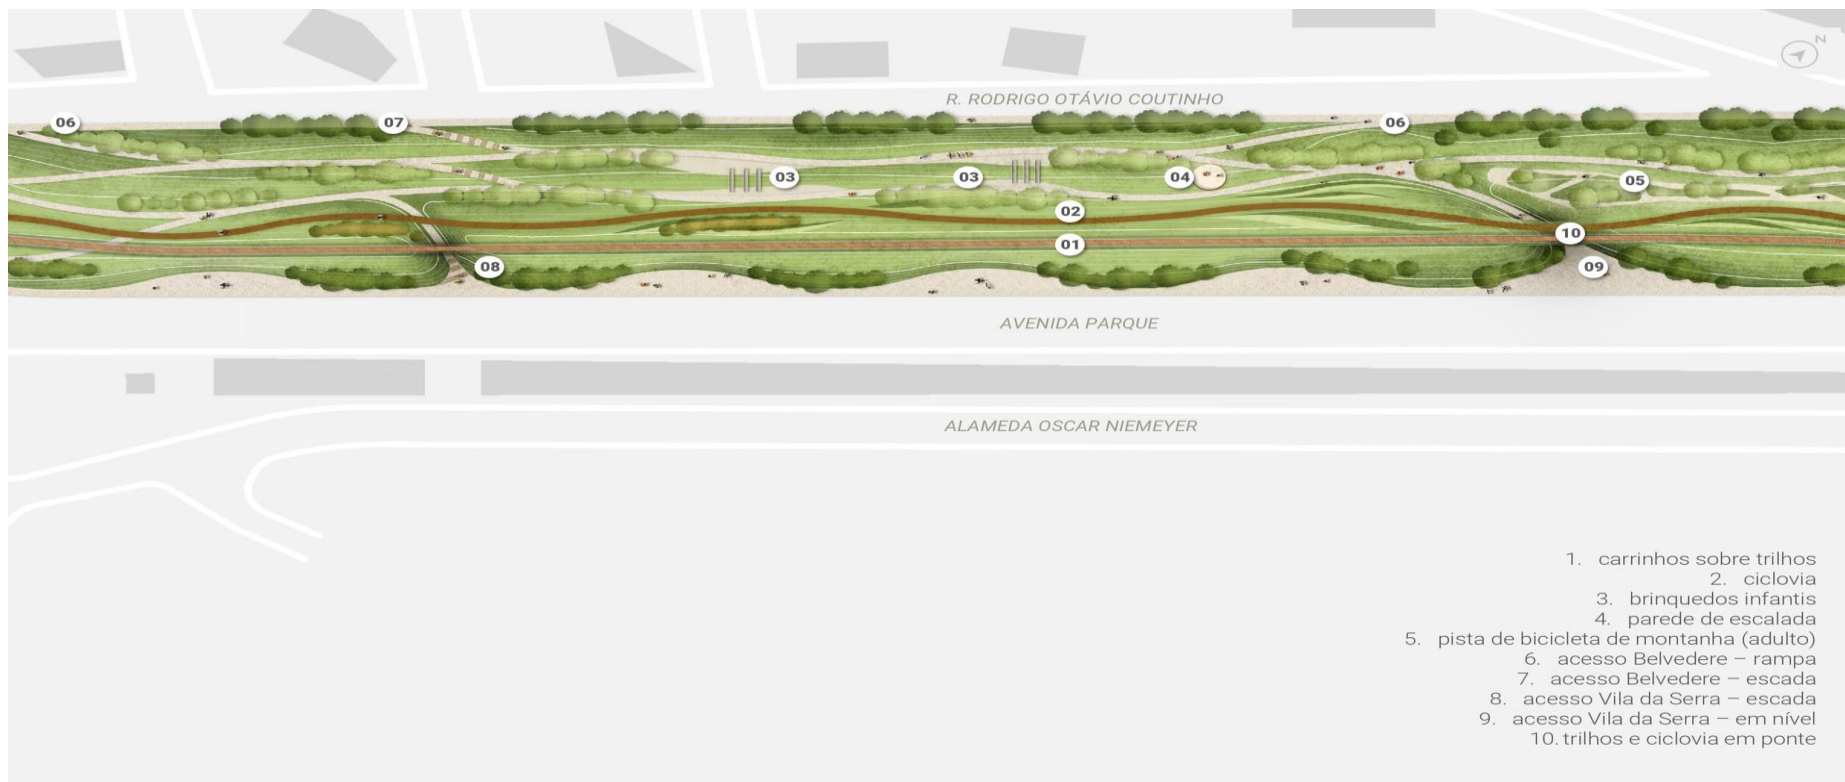 N
R. RODRIGO OTÁVIO COUTINHO
06
07
06
03
03
04
05
02
10
01
08
09
AVENIDA PARQUE
ALAMEDA OSCAR NIEMEYER
1. carrinhos sobre trilhos
2. ciclovia
3. brinquedos infantis
4. parede de escalada
5. pista de bicicleta de montanha (adulto)
6. acesso Belvedere – rampa
7. acesso Belvedere – escada
8. acesso Vila da Serra – escada
9. acesso Vila da Serra – em nível
10. trilhos e ciclovia em ponte